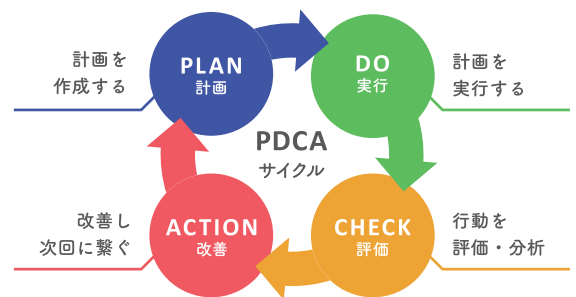 計画を
作成する
PLAN
計画
DO
実行
計画を
実行する
PDCA
サイクル
改善し
次回に繋ぐ
ACTION
改善
CHECK
評価
行動を
評価・分析